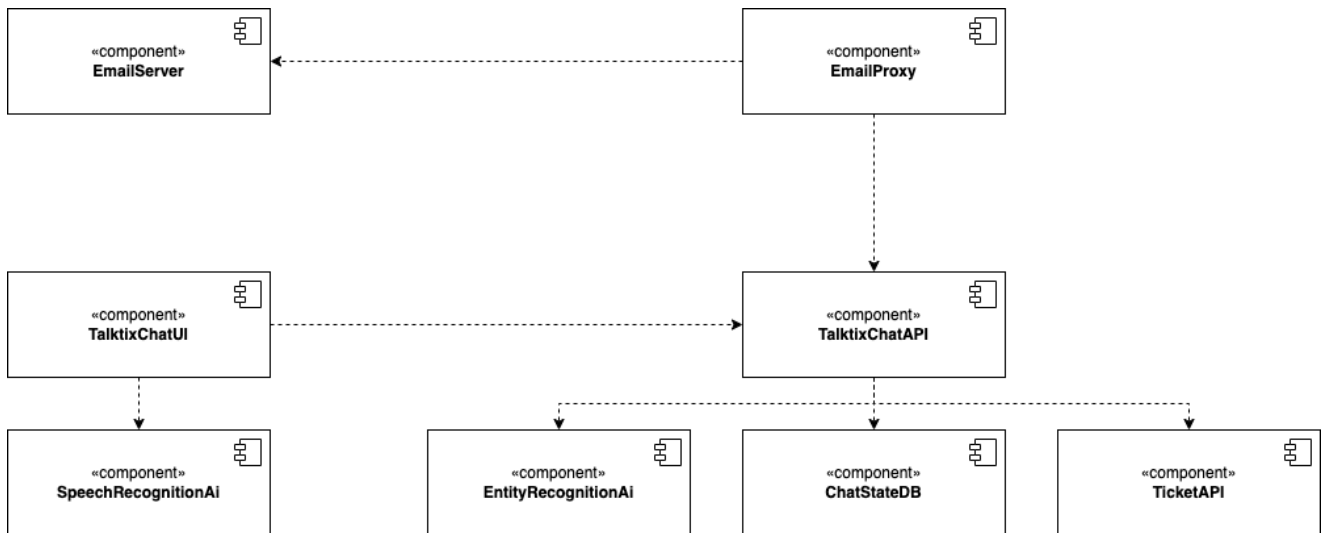 «component»
EmailServer
«component»
EmailProxy
«component»
TalktixChatUI
«component»
TalktixChatAPI
«component»
SpeechRecognitionAi
«component»
EntityRecognitionAi
«component»
ChatStateDB
«component»
TicketAPI